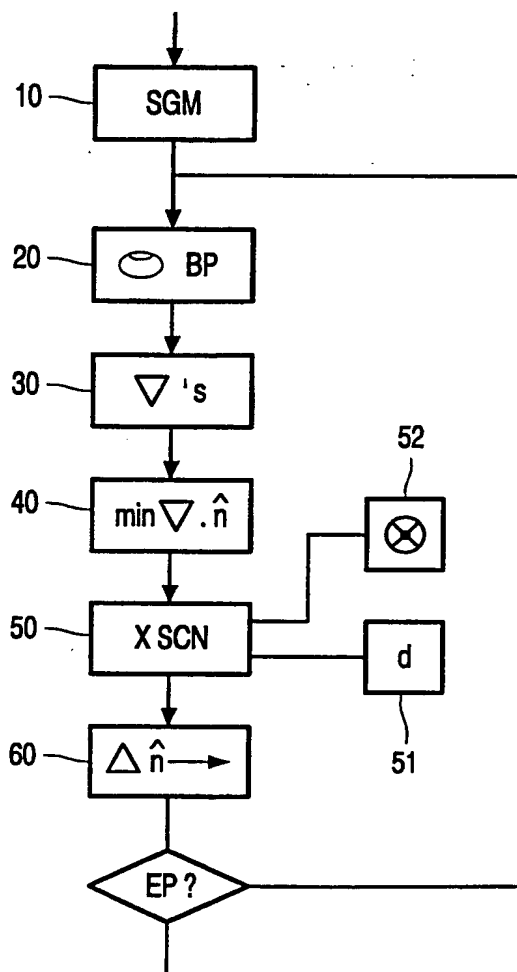 10
SGM
20
BP
30
▽ 's
52
40
min ▽ . n̂
50
X SCN
d
60
△ n̂ →
51
EP ?